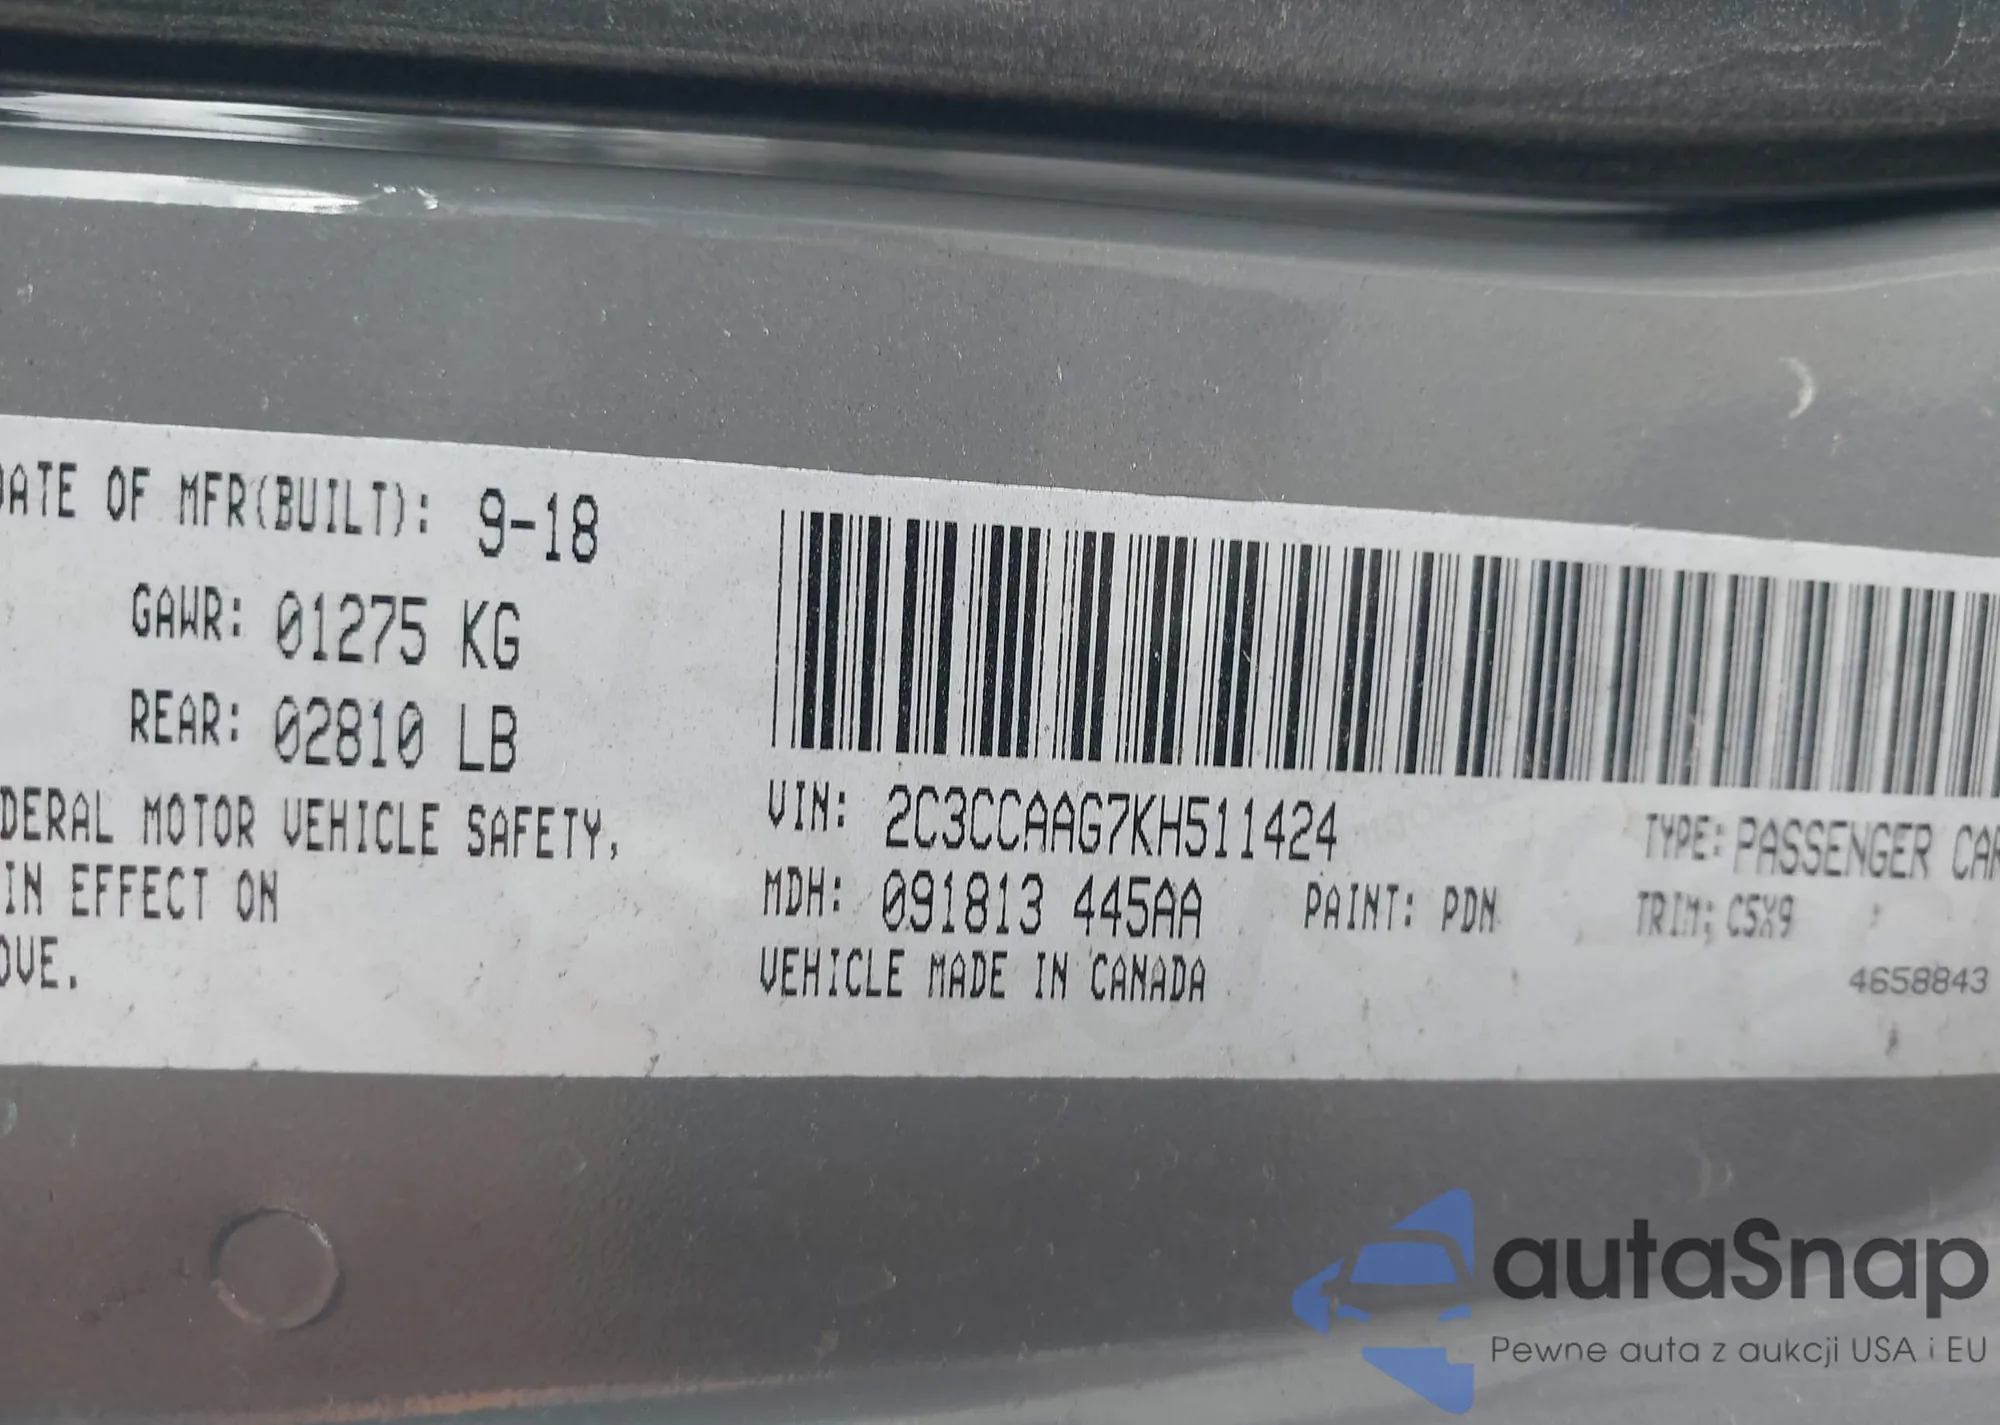 DATE OF MFR(BUILT): 9-18
GAWR: 01275 KG
REAR: 02810 LB
DERAL MOTOR VEHICLE SAFETY,
IN EFFECT ON
OVE.
VIN: 2C3CCAAG7KH511424
TYPE: PASSENGER CAR
MDH: 091813 445AA PAINT: PDN TRIM: C5X9
VEHICLE MADE IN CANADA
4658843
autaSnap
Pewne auta z aukcji USA i EU